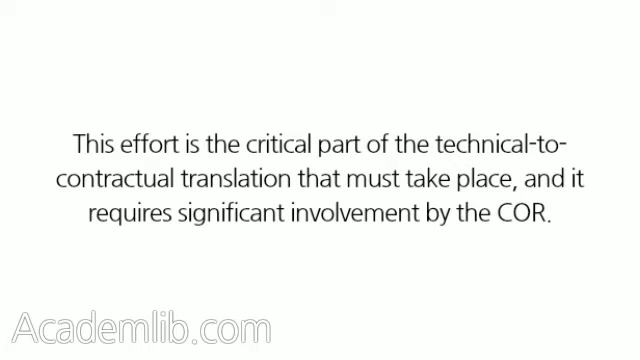 This effort is the critical part of the technical-to-
contractual translation that must take place, and it
requires significant involvement by the COR.
Academlib.com